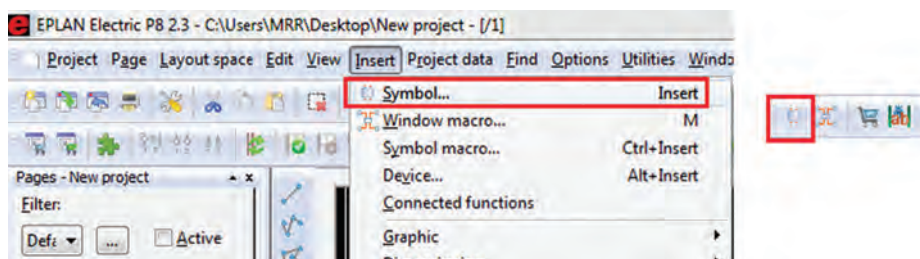 EPLAN Electric P8 2.3 - C:\Users\MRR\Desktop\New project - [/1]
Project Page Layout space Edit View Insert Project data Find Options Utilities
Symbol... Insert
Window macro... M
Symbol macro... Ctrl+Insert
Device... Alt+Insert
Connected functions
Graphic
Pages - New project
Filter:
... Active